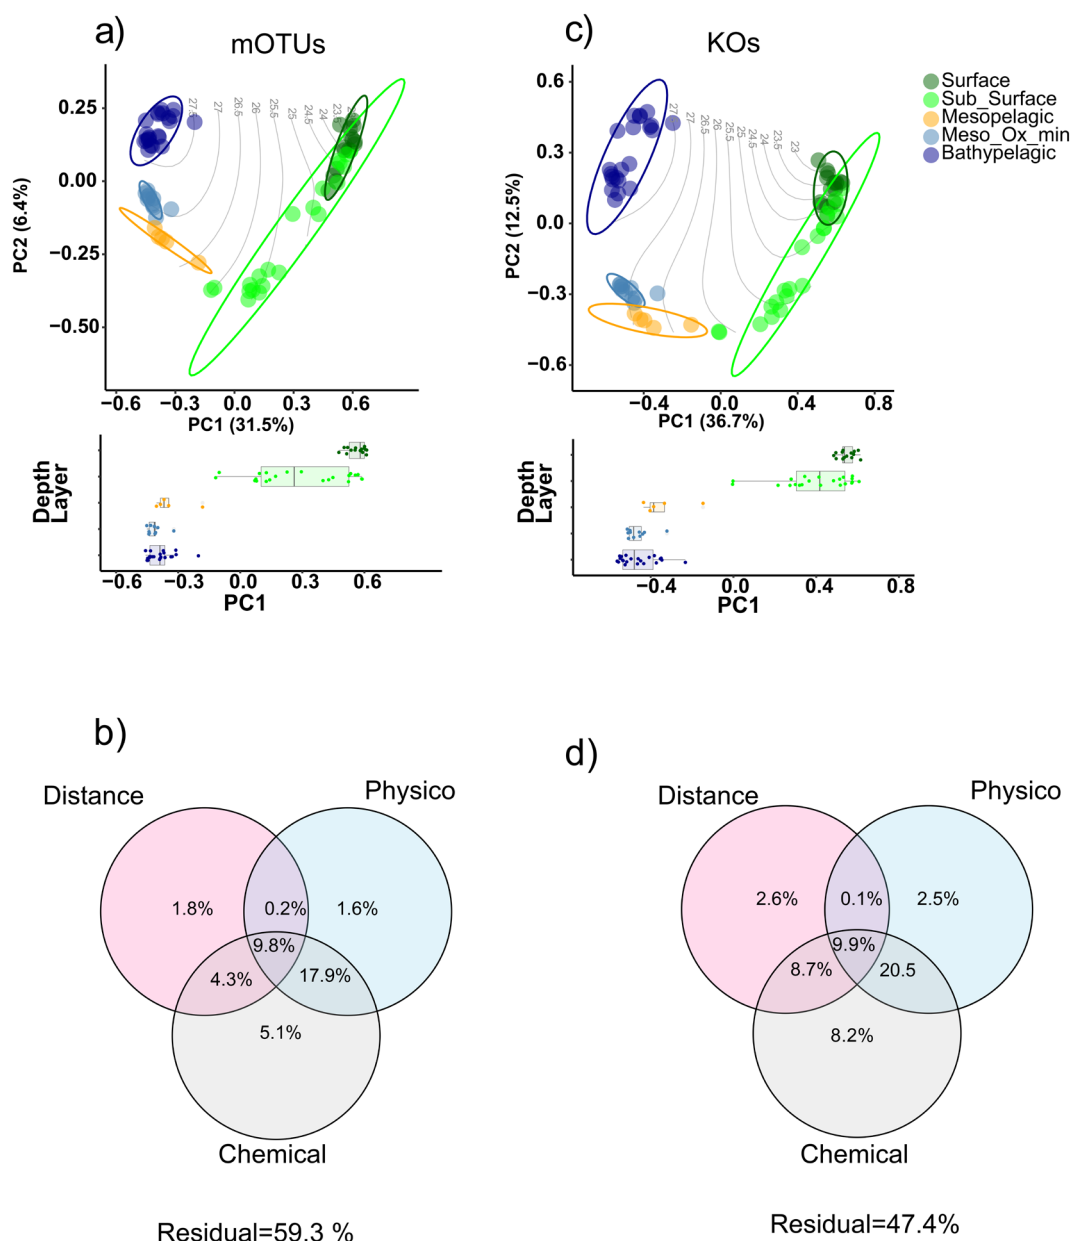 a)
mOTUs
0.25
0.00
−0.25
−0.50
PC2 (6.4%)
27.5
27
26.5
26
25.5
25
24.5
24
23.5
−0.6
−0.3
0.0
0.3
0.6
PC1 (31.5%)
Depth
Layer
−0.6
−0.3
0.0
0.3
0.6
PC1
c)
KOs
0.6
0.3
0.0
−0.3
−0.6
PC2 (12.5%)
27
27
26.5
26
25.5
25
24.5
24
23.5
23
−0.4
0.0
0.4
0.8
PC1 (36.7%)
Surface
Sub_Surface
Mesopelagic
Meso_Ox_min
Bathypelagic
Depth
Layer
−0.4
0.0
0.4
0.8
PC1
b)
Distance
Physico
1.8%
0.2%
1.6%
9.8%
4.3%
17.9%
5.1%
Chemical
Residual=59.3 %
d)
Distance
Physico
2.6%
0.1%
2.5%
9.9%
8.7%
20.5
8.2%
Chemical
Residual=47.4%